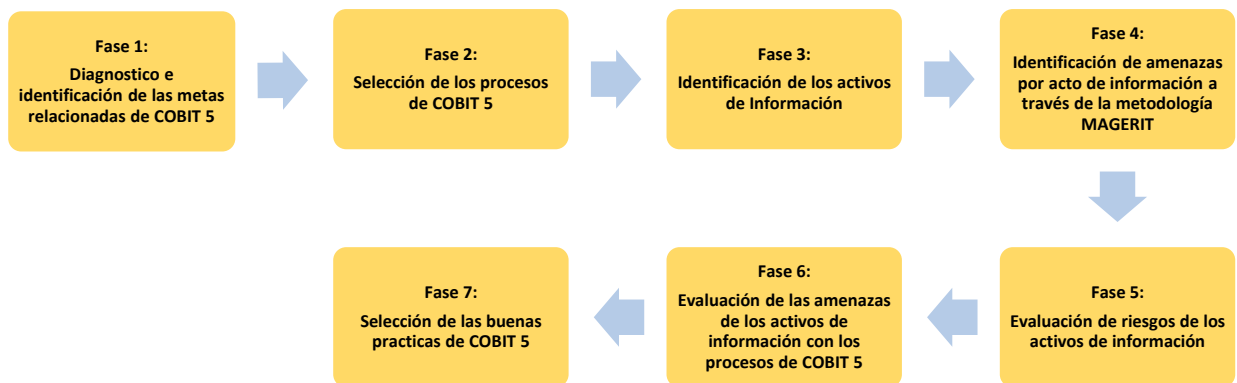 Fase 1:
Diagnostico e
identificación de las metas
relacionadas de COBIT 5
Fase 2:
Selección de los procesos
de COBIT 5
Fase 3:
Identificación de los activos
de Información
Fase 4:
Identificación de amenazas
por acto de información a
través de la metodología
MAGERIT
Fase 5:
Evaluación de riesgos de los
activos de información
Fase 6:
Evaluación de las amenazas
de los activos de
información con los
procesos de COBIT 5
Fase 7:
Selección de las buenas
practicas de COBIT 5